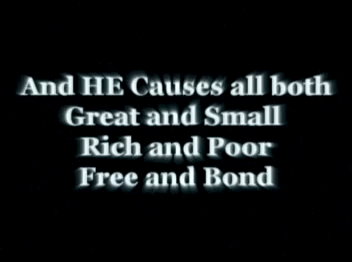 And HE Causes all both
Great and Small
Rich and Poor
Free and Bond